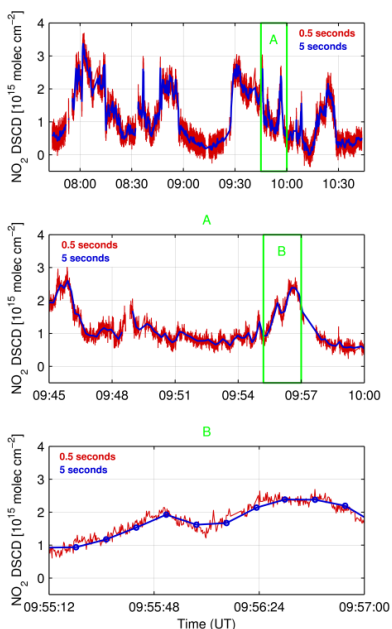 4
3
2
1
0
NO2 DSCD [10^15 molec cm^-2]
A
0.5 seconds
5 seconds
08:00 08:30 09:00 09:30 10:00 10:30
A
4
3
2
1
0
NO2 DSCD [10^15 molec cm^-2]
0.5 seconds
5 seconds
B
09:45 09:48 09:51 09:54 09:57 10:00
B
4
3
2
1
0
NO2 DSCD [10^15 molec cm^-2]
0.5 seconds
5 seconds
09:55:12 09:55:48 09:56:24 09:57:00
Time (UT)